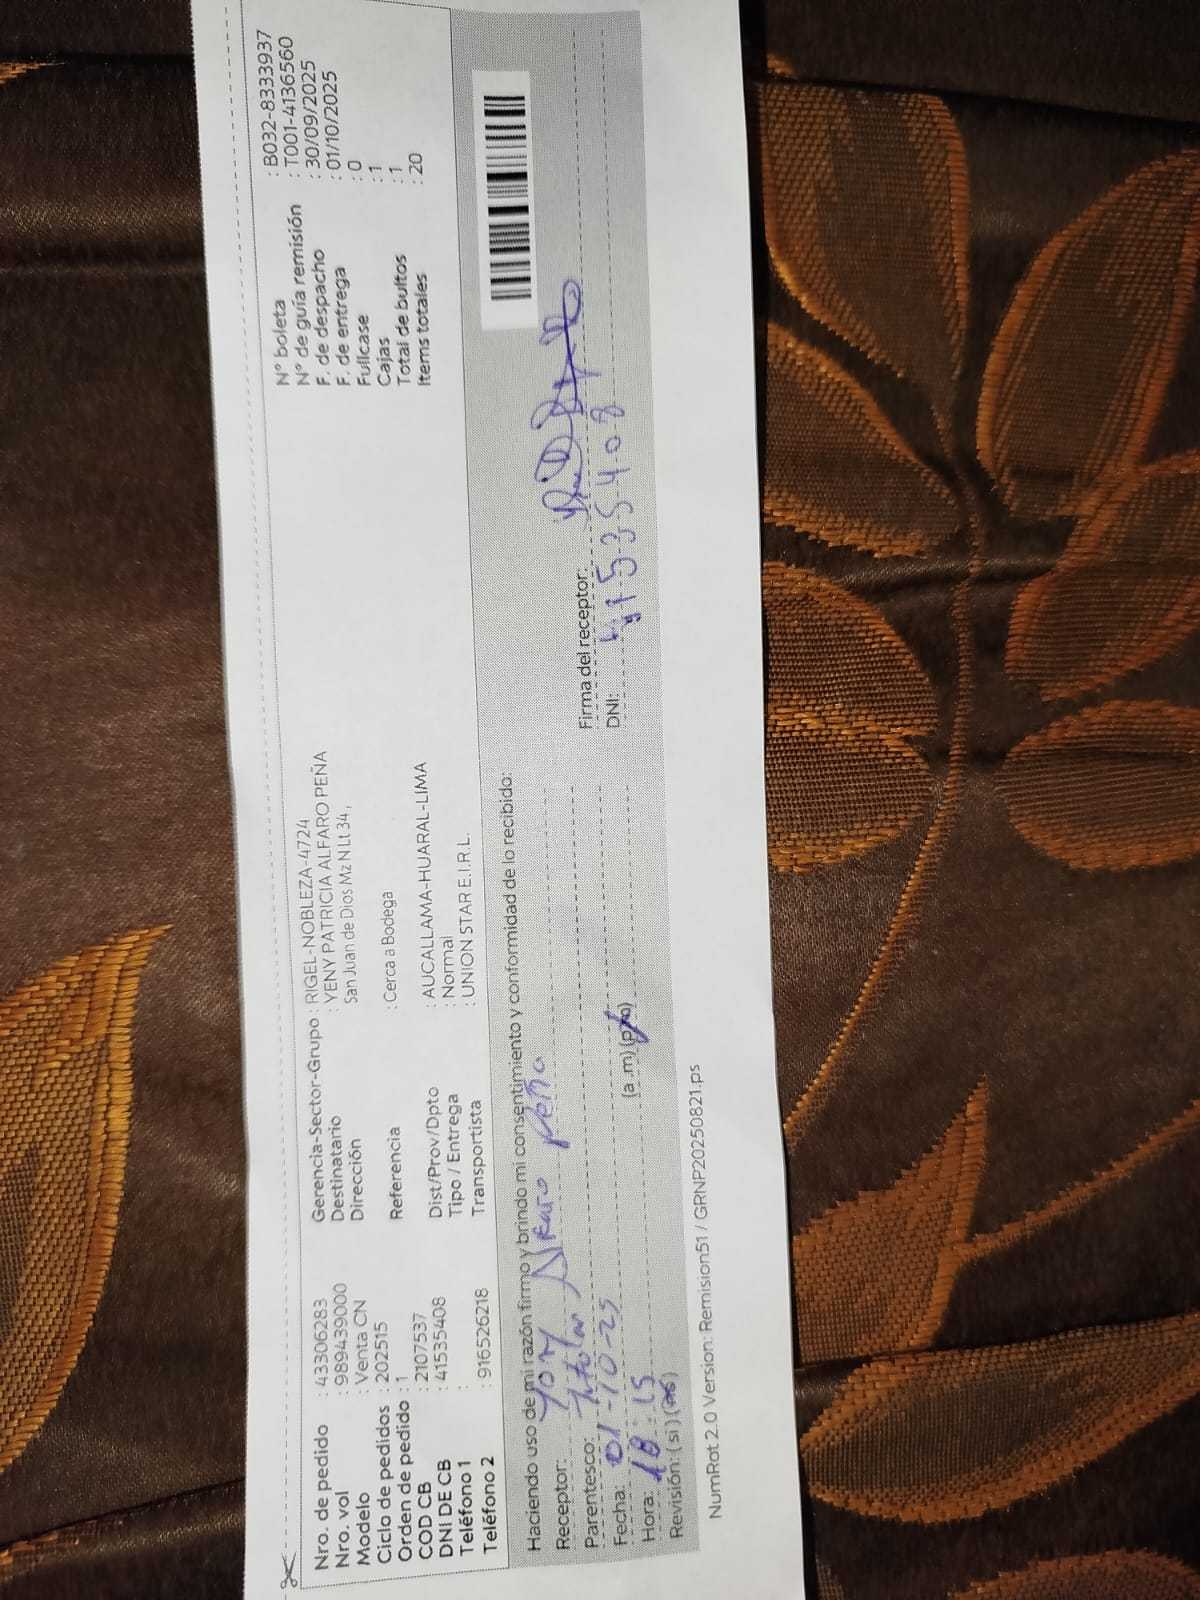 Nro. de pedido : 43306283
Nro. vol : 989439000
Modelo : Venta CN
Ciclo de pedidos : 202515
Orden de pedido : 1
COD CB : 2107537
DNI DE CB : 41535408
Teléfono 1 :
Teléfono 2 : 916526218
Gerencia-Sector-Grupo : RIGEL-NOBLEZA-4724
Destinatario : YENY PATRICIA ALFARO PEÑA
Dirección San Juan de Dios Mz N Lt 34 ,
Referencia : Cerca a Bodega
Dist/Prov/Dpto : AUCALLAMA-HUARAL-LIMA
Tipo / Entrega : Normal
Transportista : UNION STAR E.I.R.L.
N° boleta : B032-8333937
N° de guía remisión : T001-4136560
F. de despacho : 30/09/2025
F. de entrega : 01/10/2025
Fullcase : 0
Cajas : 1
Total de bultos : 1
Items totales : 20
Haciendo uso de mi razón firmo y brindo mi consentimiento y conformidad de lo recibido:
Receptor: Alfaro peña
Parentesco: titular
Fecha: 01-10-25
Hora: 18:15 (a .m) (p.m)
Revisión: (si) (no)
Firma del receptor:
DNI: 41535408
NumRot 2.0 Version: Remision51 / GRNP20250821.ps